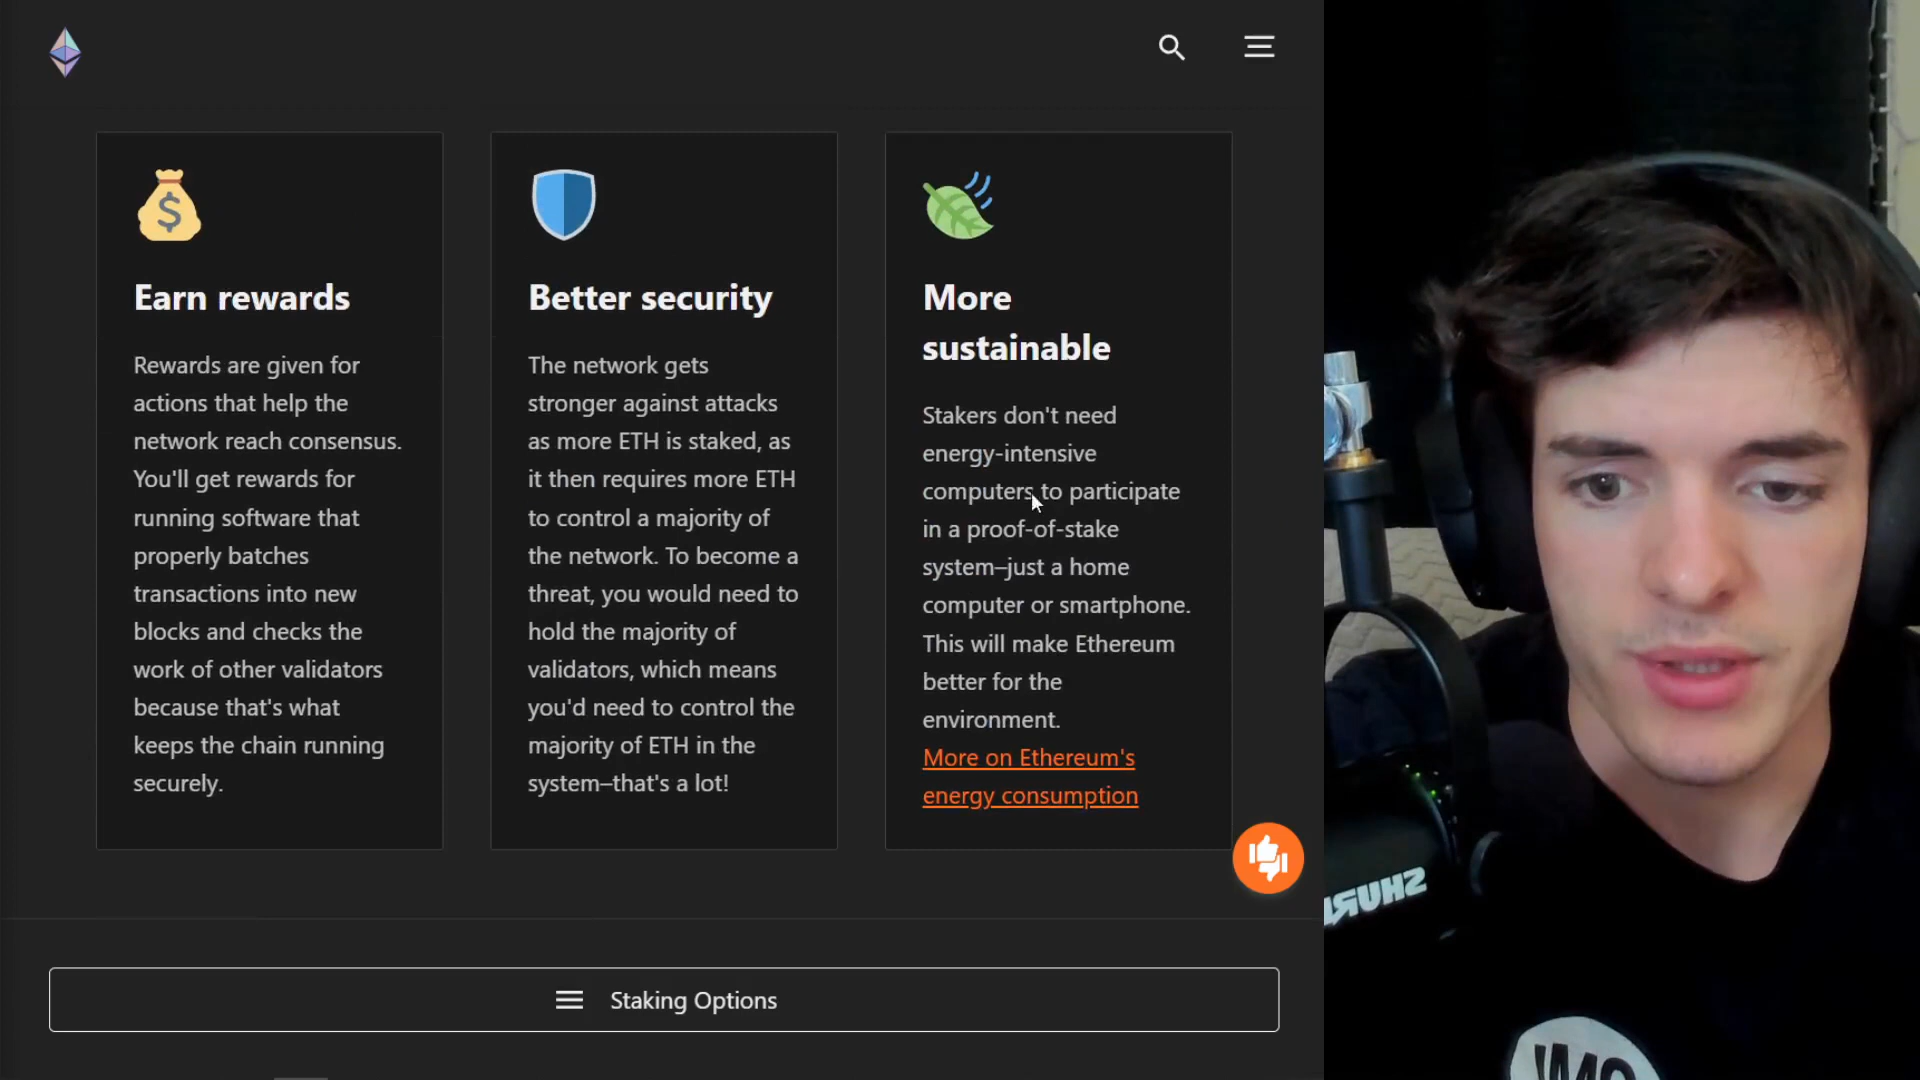 Earn rewards
Rewards are given for
actions that help the
network reach consensus.
You'll get rewards for
running software that
properly batches
transactions into new
blocks and checks the
work of other validators
because that's what
keeps the chain running
securely.
Better security
The network gets
stronger against attacks
as more ETH is staked, as
it then requires more ETH
to control a majority of
the network. To become a
threat, you would need to
hold the majority of
validators, which means
you'd need to control the
majority of ETH in the
system–that's a lot!
More
sustainable
Stakers don't need
energy-intensive
computers to participate
in a proof-of-stake
system–just a home
computer or smartphone.
This will make Ethereum
better for the
environment.
More on Ethereum's
energy consumption
Staking Options
SHUR